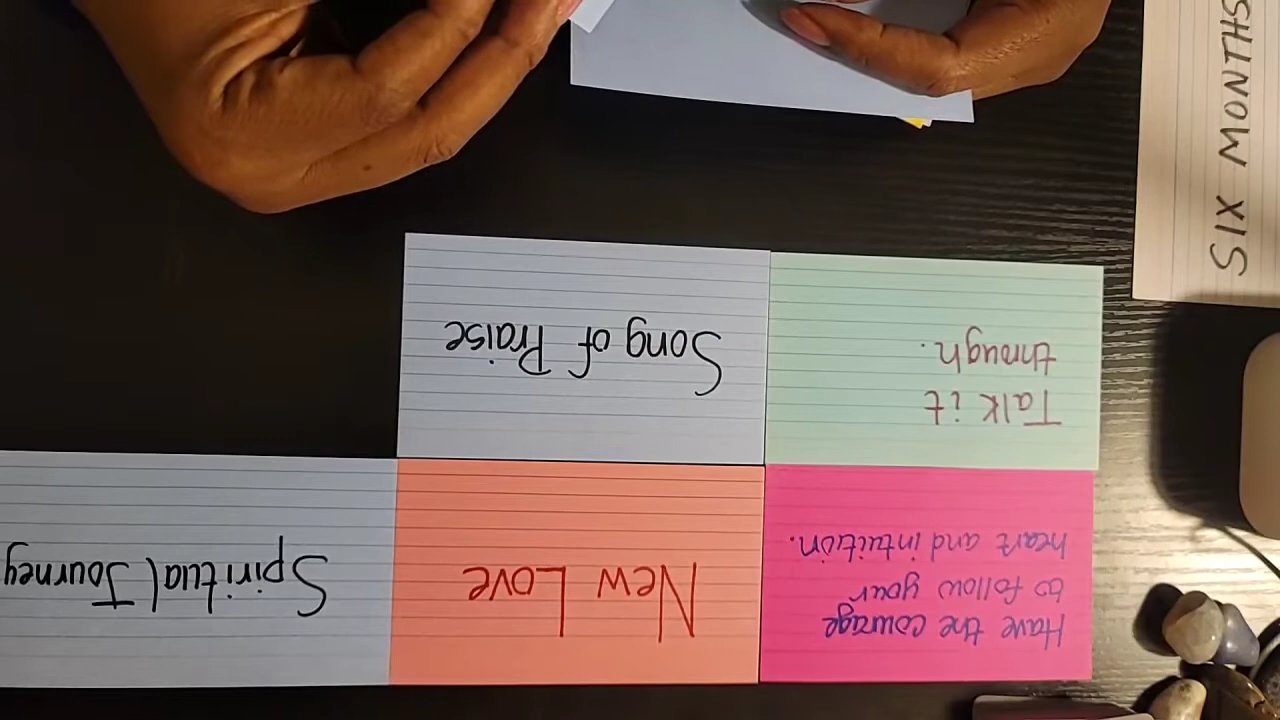 Have the courage
to follow your
heart and intuition.
New Love
Spiritual Journey
Talk it
through.
Song of Praise
SIX MONTHS